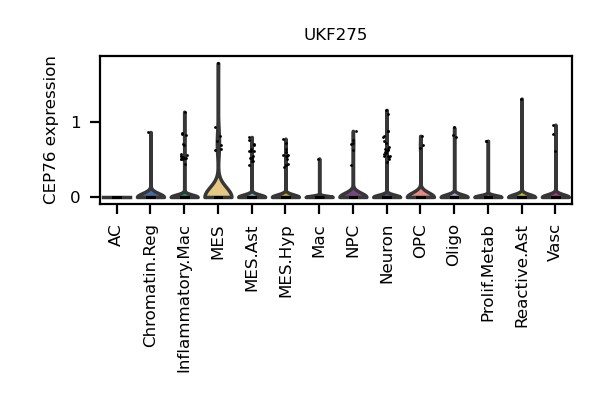 UKF275
CEP76 expression
1
0
AC
Chromatin.Reg
Inflammatory.Mac
MES
MES.Ast
MES.Hyp
Mac
NPC
Neuron
OPC
Oligo
Prolif.Metab
Reactive.Ast
Vasc